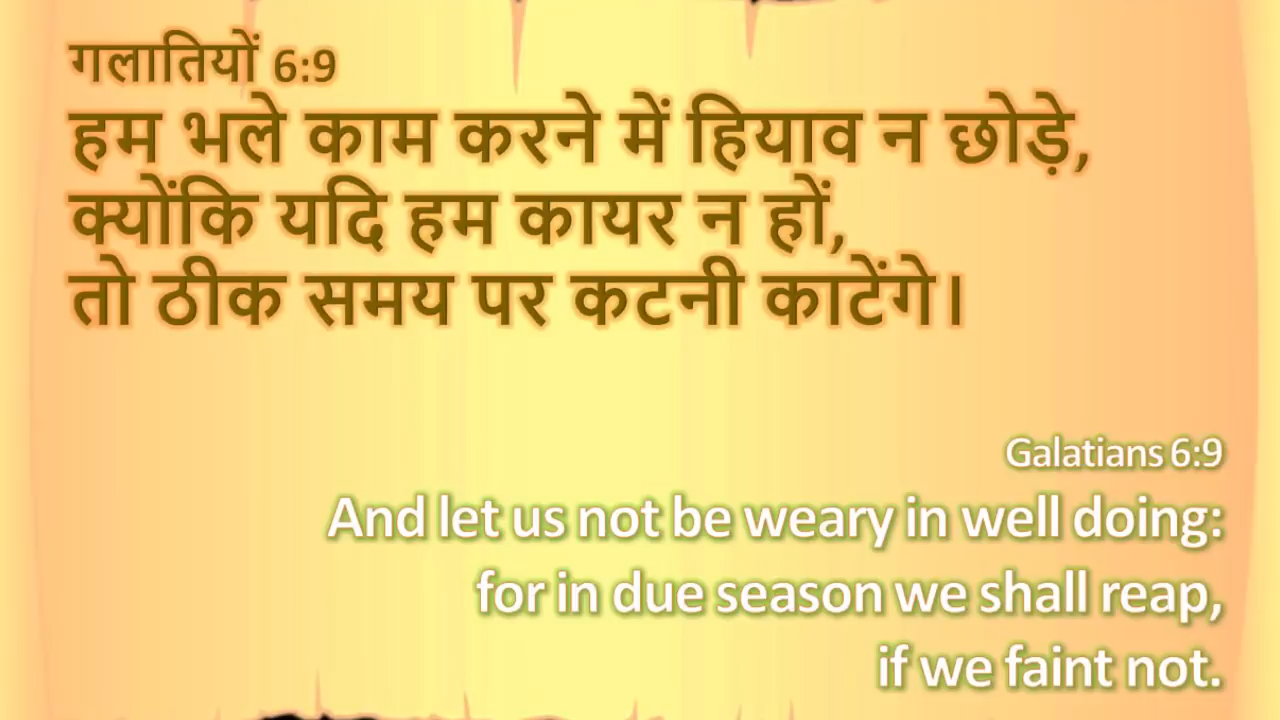 गलातियों 6:9
हम भले काम करने में हियाव न छोड़े,
क्योंकि यदि हम कायर न हों,
तो ठीक समय पर कटनी काटेंगे।
Galatians 6:9
And let us not be weary in well doing:
for in due season we shall reap,
if we faint not.